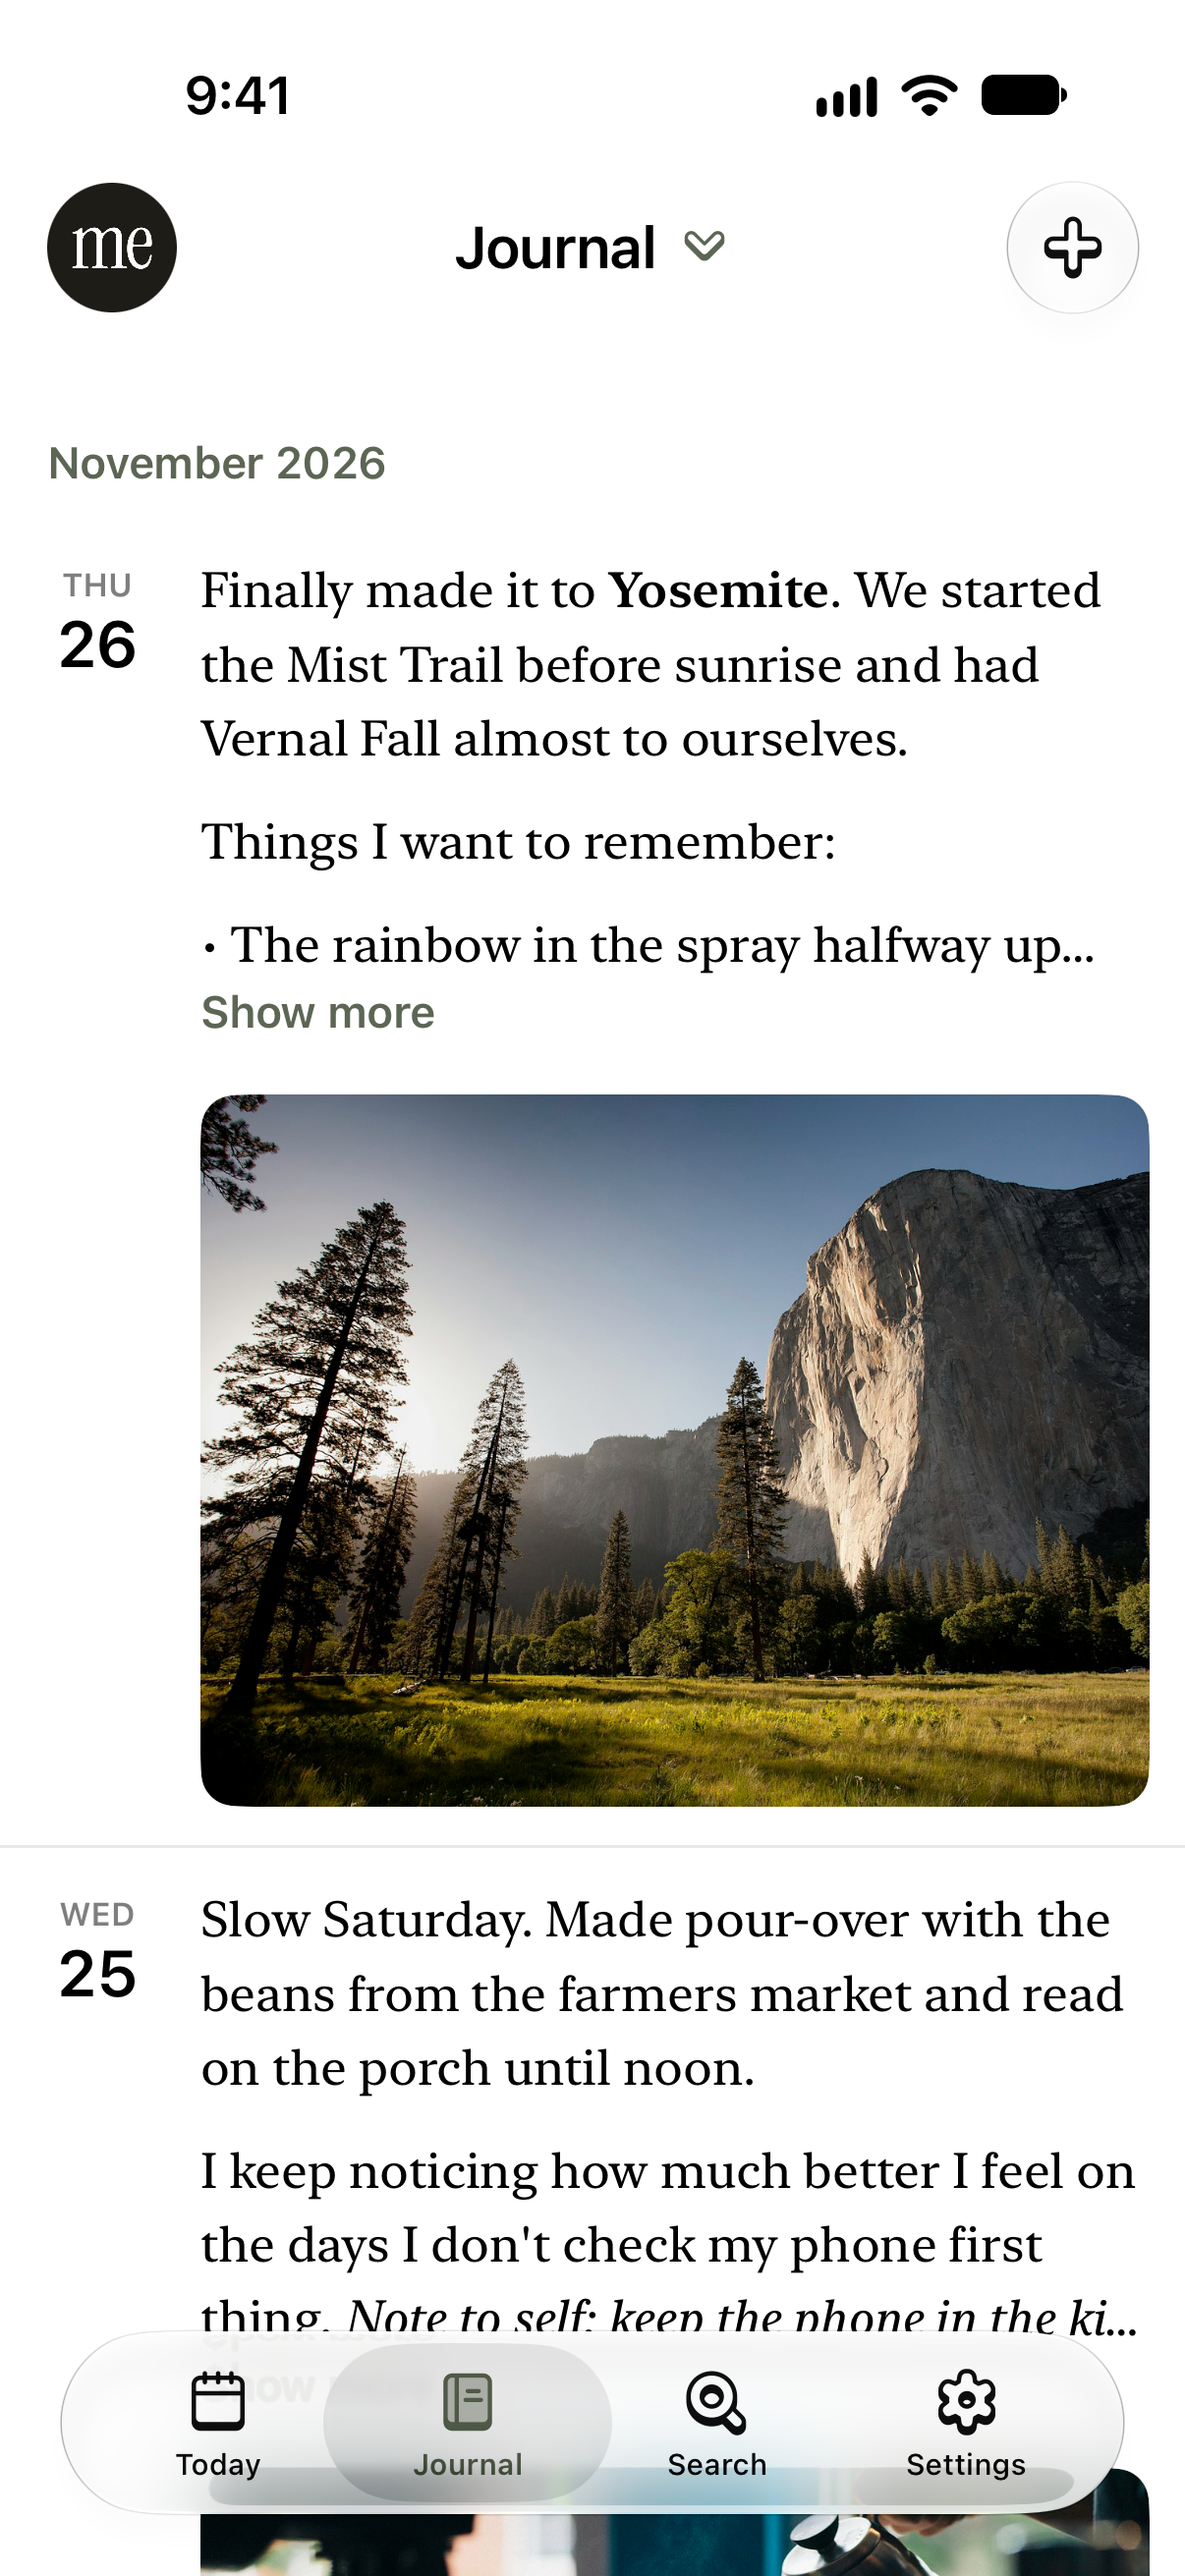 9:41
me
Journal
November 2026
THU
26
Finally made it to Yosemite. We started
the Mist Trail before sunrise and had
Vernal Fall almost to ourselves.
Things I want to remember:
• The rainbow in the spray halfway up...
Show more
WED
25
Slow Saturday. Made pour-over with the
beans from the farmers market and read
on the porch until noon.
I keep noticing how much better I feel on
the days I don't check my phone first
thing. Note to self: keep the phone in the ki...
Today
Journal
Search
Settings